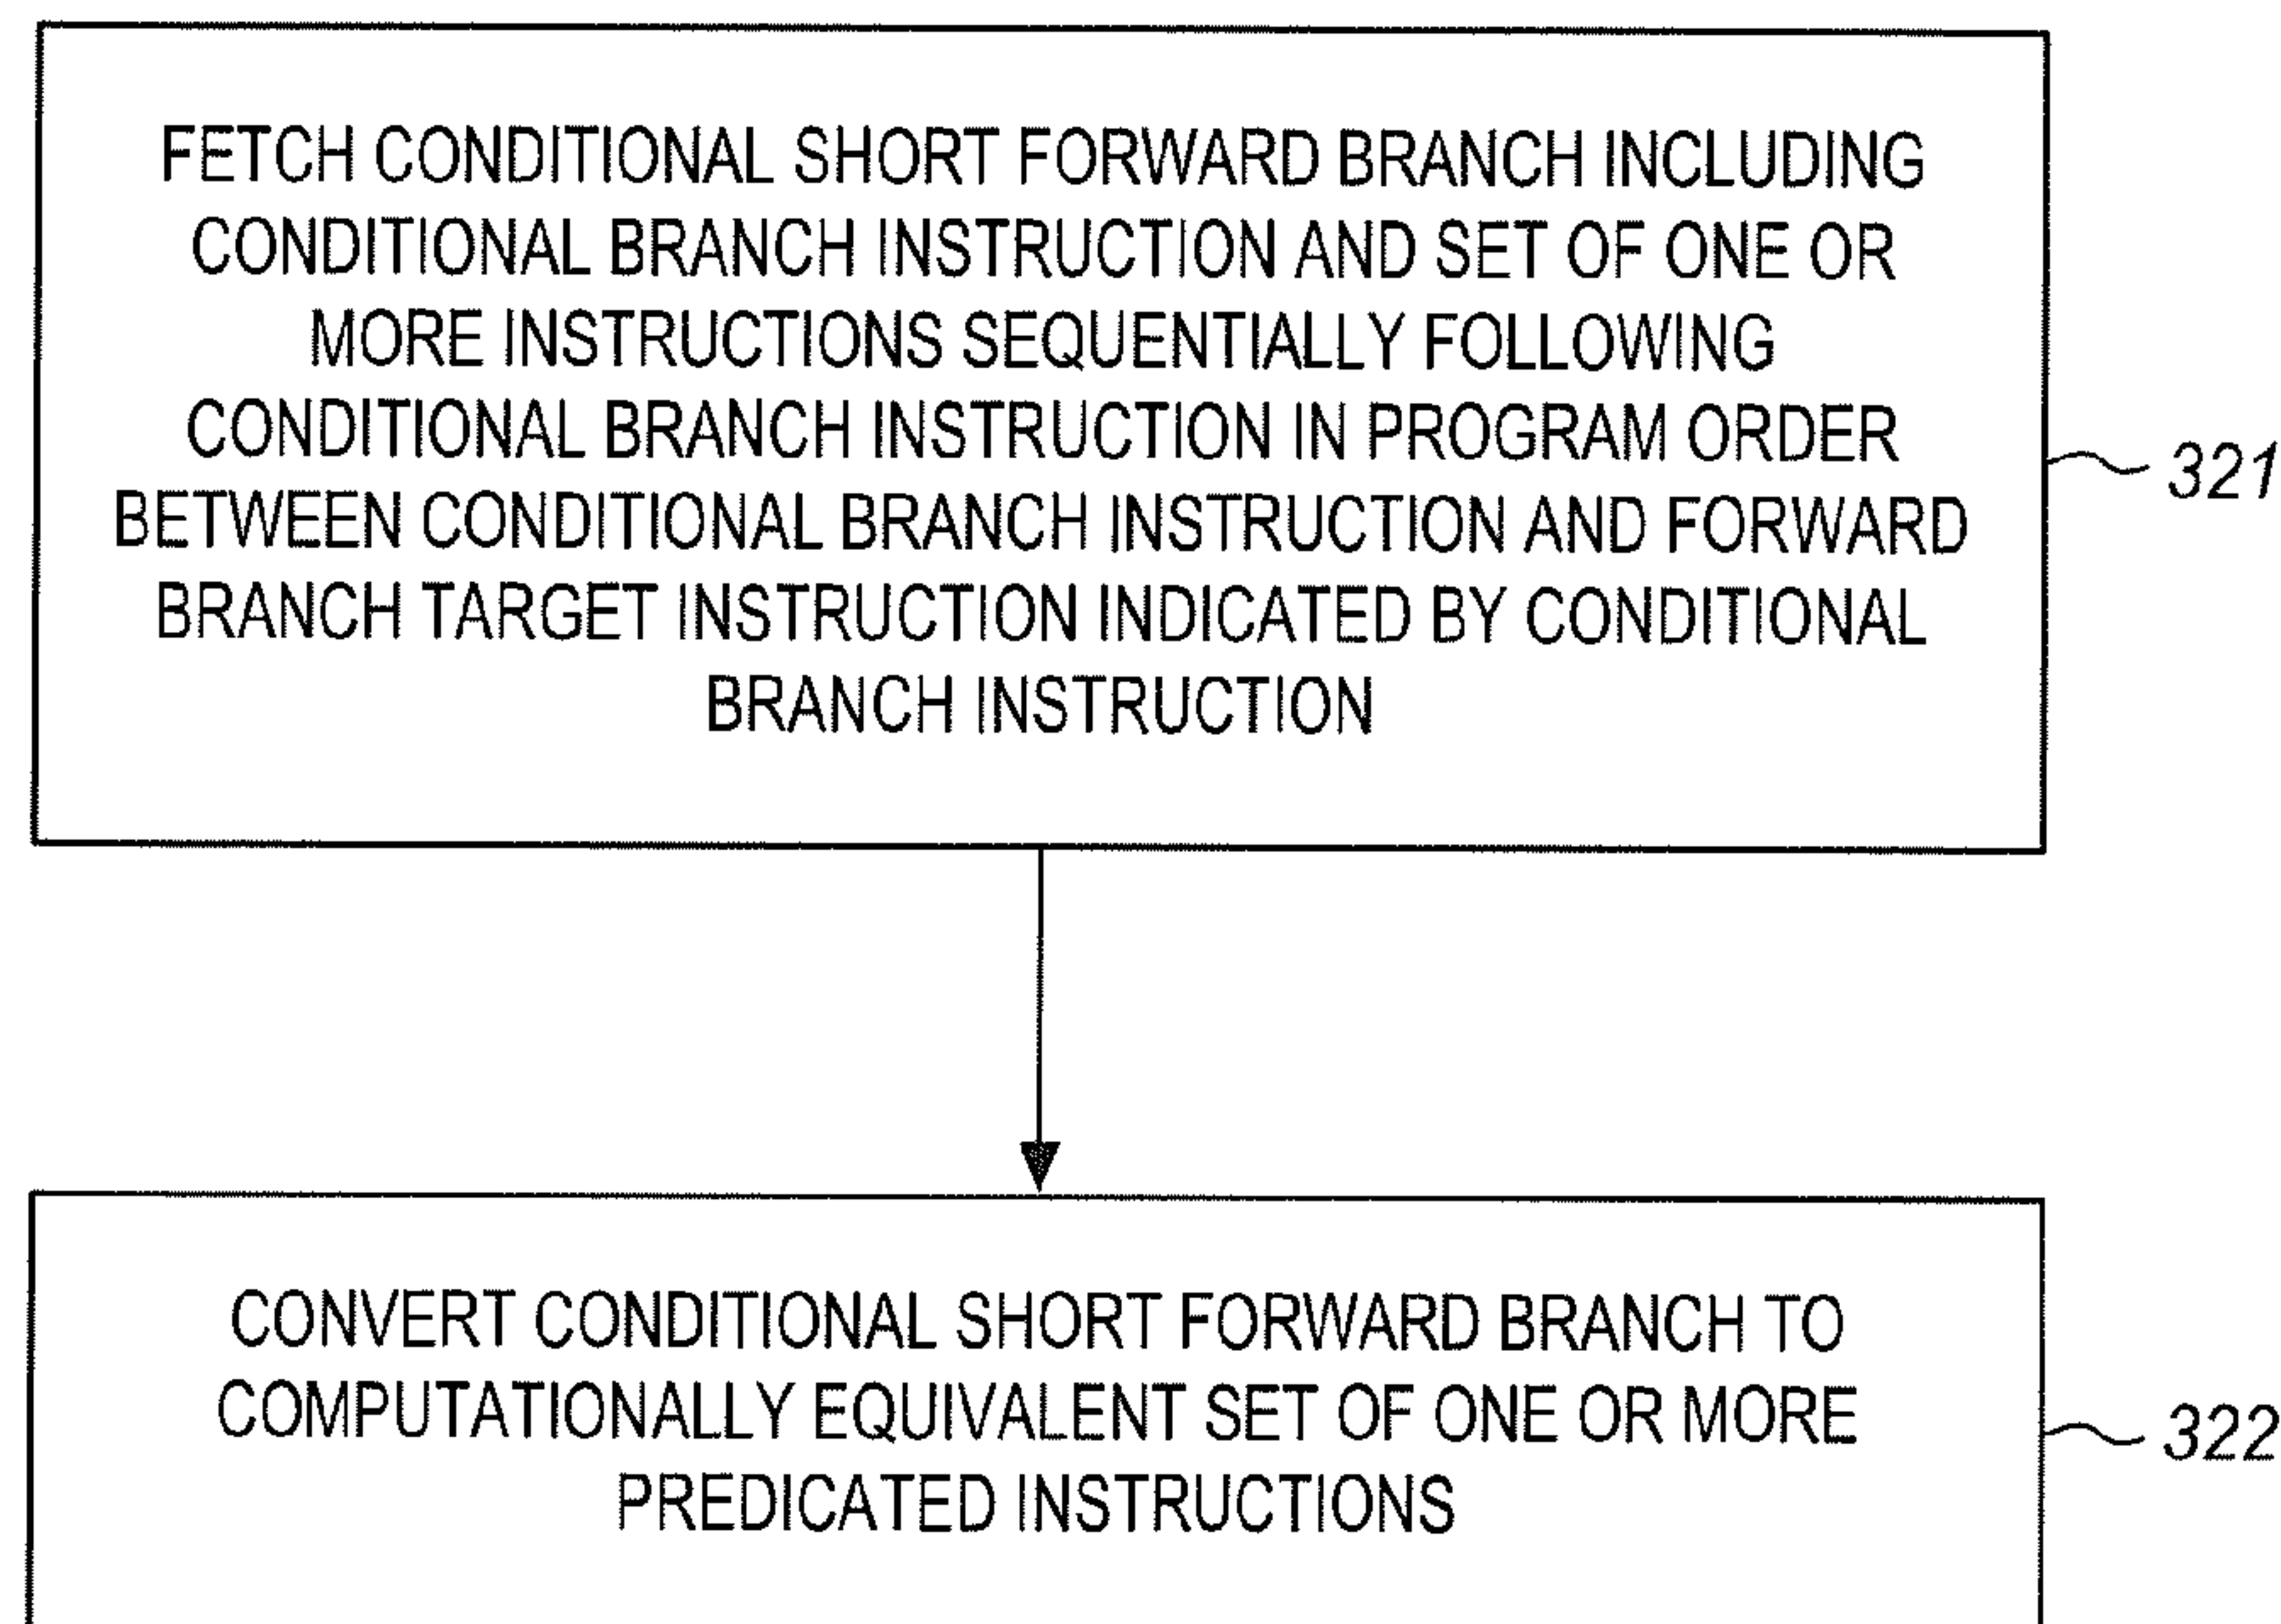 FETCH CONDITIONAL SHORT FORWARD BRANCH INCLUDING
CONDITIONAL BRANCH INSTRUCTION AND SET OF ONE OR
MORE INSTRUCTIONS SEQUENTIALLY FOLLOWING
CONDITIONAL BRANCH INSTRUCTION IN PROGRAM ORDER
BETWEEN CONDITIONAL BRANCH INSTRUCTION AND FORWARD
BRANCH TARGET INSTRUCTION INDICATED BY CONDITIONAL
BRANCH INSTRUCTION
321
CONVERT CONDITIONAL SHORT FORWARD BRANCH TO
COMPUTATIONALLY EQUIVALENT SET OF ONE OR MORE
PREDICATED INSTRUCTIONS
322